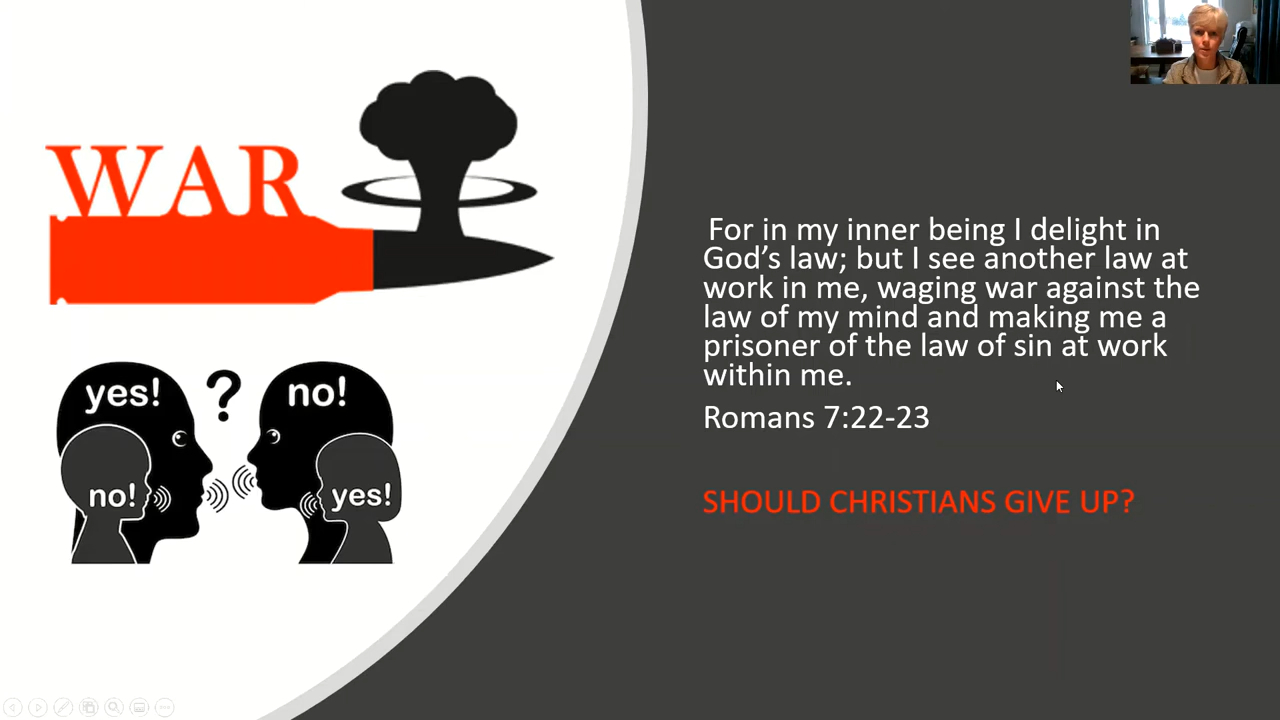 WAR
yes!
?
no!
no!
yes!
For in my inner being I delight in
God’s law; but I see another law at
work in me, waging war against the
law of my mind and making me a
prisoner of the law of sin at work
within me.
Romans 7:22-23
SHOULD CHRISTIANS GIVE UP?